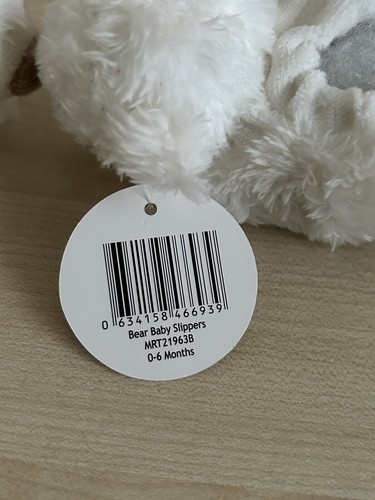 0 634158 466939
Bear Baby Slippers
MRT21963B
0-6 Months